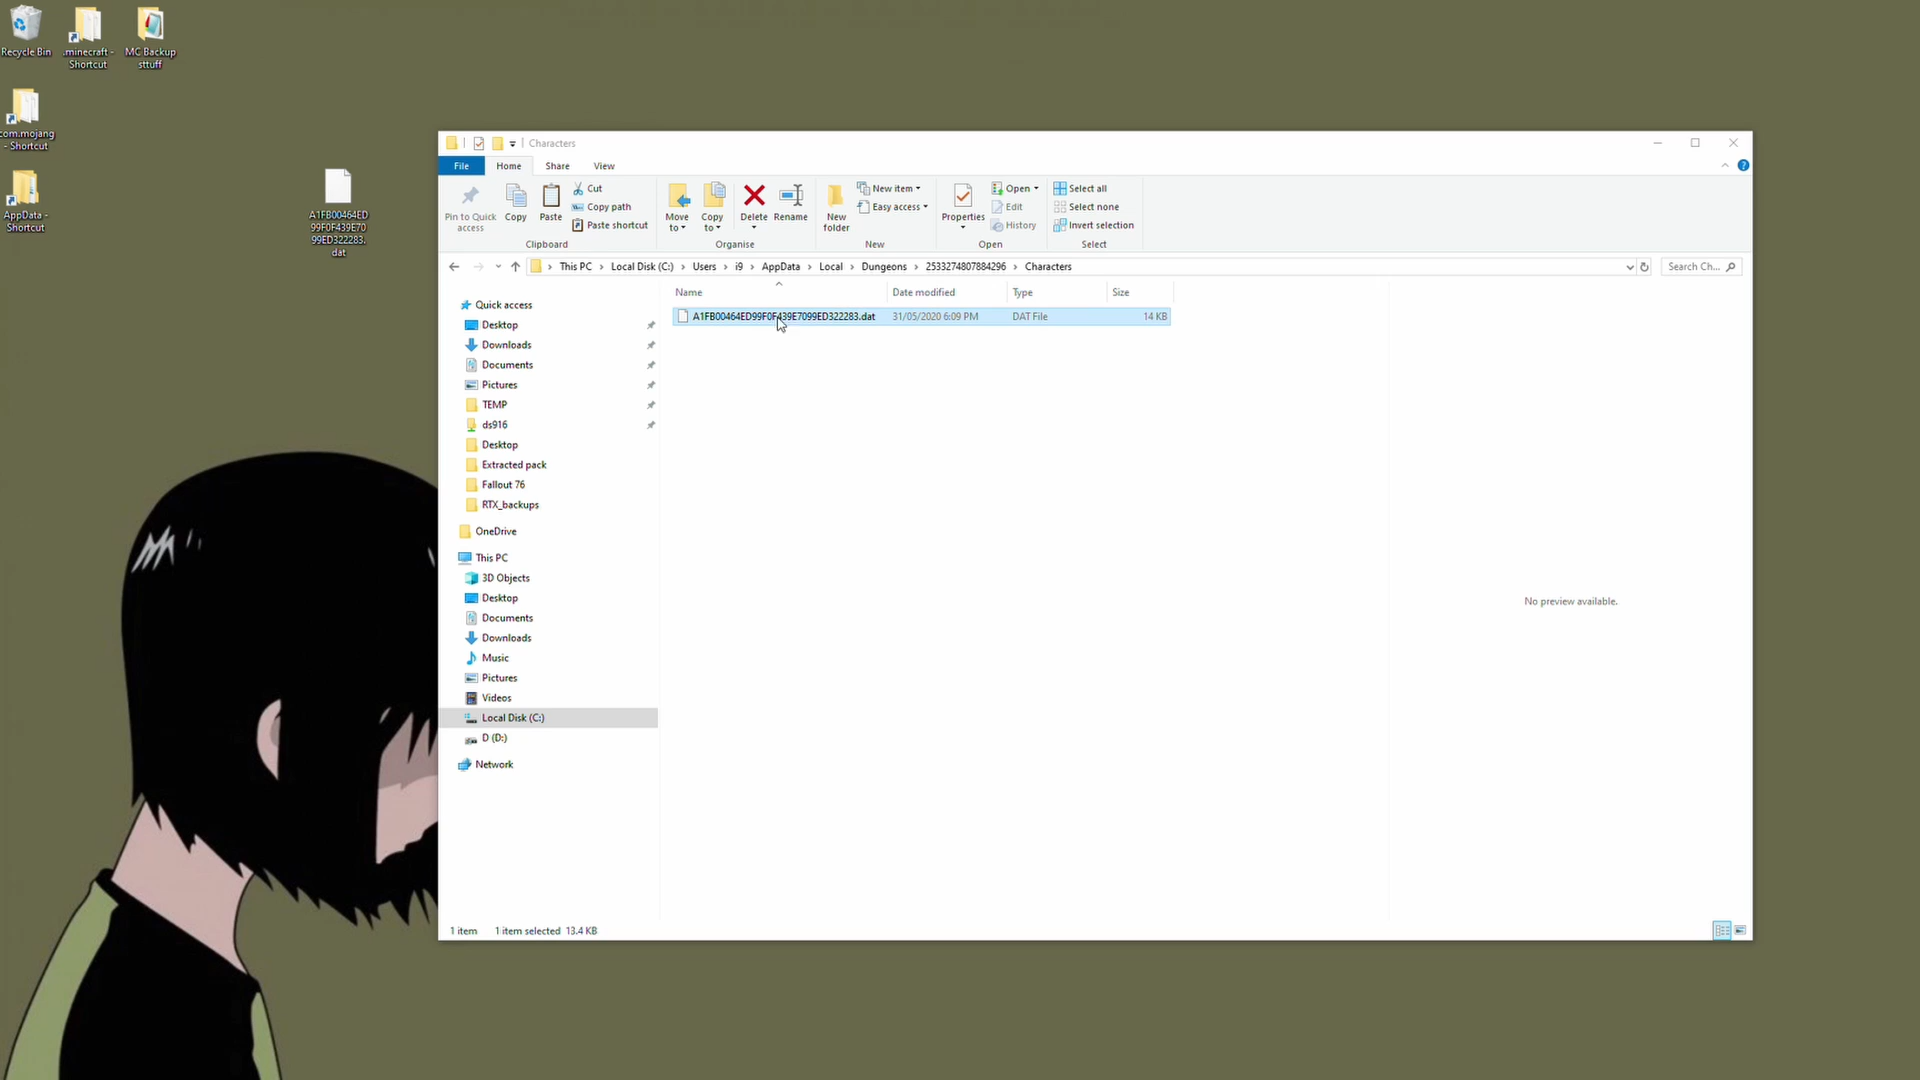 Recycle Bin
.minecraft -
Shortcut
MC Backup
sttuff
com.mojang
- Shortcut
AppData -
Shortcut
A1FB00464ED
99F0F439E70
99ED322283.
dat
Characters
File
Home
Share
View
Pin to Quick
access
Copy
Paste
Cut
Copy path
Paste shortcut
Clipboard
Move
to
Copy
to
Delete
Rename
Organise
New
folder
New item
Easy access
New
Properties
Open
Edit
History
Open
Select all
Select none
Invert selection
Select
This PC
Local Disk (C:)
Users
i9
AppData
Local
Dungeons
2533274807884296
Characters
Search Ch...
Name
Date modified
Type
Size
A1FB00464ED99F0F439E7099ED322283.dat
31/05/2020 6:09 PM
DAT File
14 KB
Quick access
Desktop
Downloads
Documents
Pictures
TEMP
ds916
Desktop
Extracted pack
Fallout 76
RTX_backups
OneDrive
This PC
3D Objects
Desktop
Documents
Downloads
Music
Pictures
Videos
Local Disk (C:)
D (D:)
Network
No preview available.
1 item
1 item selected 13.4 KB